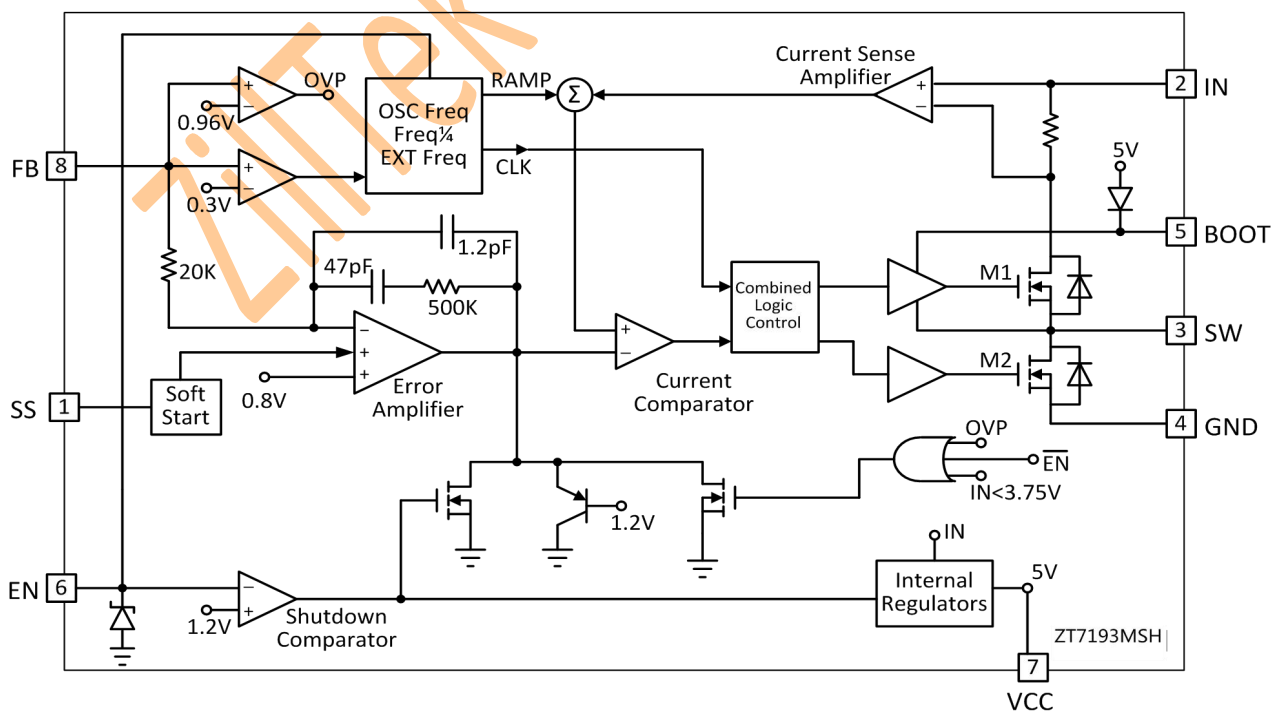 ZillTek
Current Sense
Amplifier
2
IN
+
−
OVP
0.96V
OSC Freq
Freq¼
EXT Freq
RAMP
Σ
CLK
5V
FB
8
+
−
0.3V
+
−
5
BOOT
20K
1.2pF
47pF
500K
Combined
Logic
Control
M1
3
SW
−
+
+
Error
Amplifier
0.8V
+
−
Current
Comparator
M2
SS
1
Soft
Start
4
GND
OVP
EN
IN<3.75V
1.2V
IN
EN
6
−
+
1.2V
Shutdown
Comparator
Internal
Regulators
5V
ZT7193MSH
7
VCC